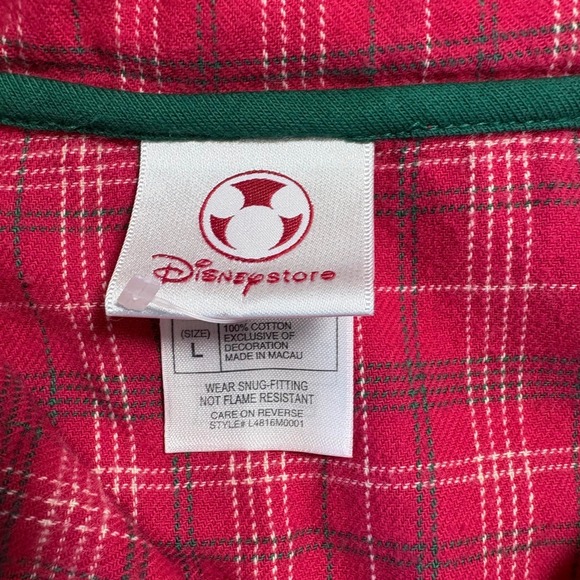 Disneystore
(SIZE)
L
100% COTTON
EXCLUSIVE OF
DECORATION
MADE IN MACAU
WEAR SNUG-FITTING
NOT FLAME RESISTANT
CARE ON REVERSE
STYLE# L4816M0001